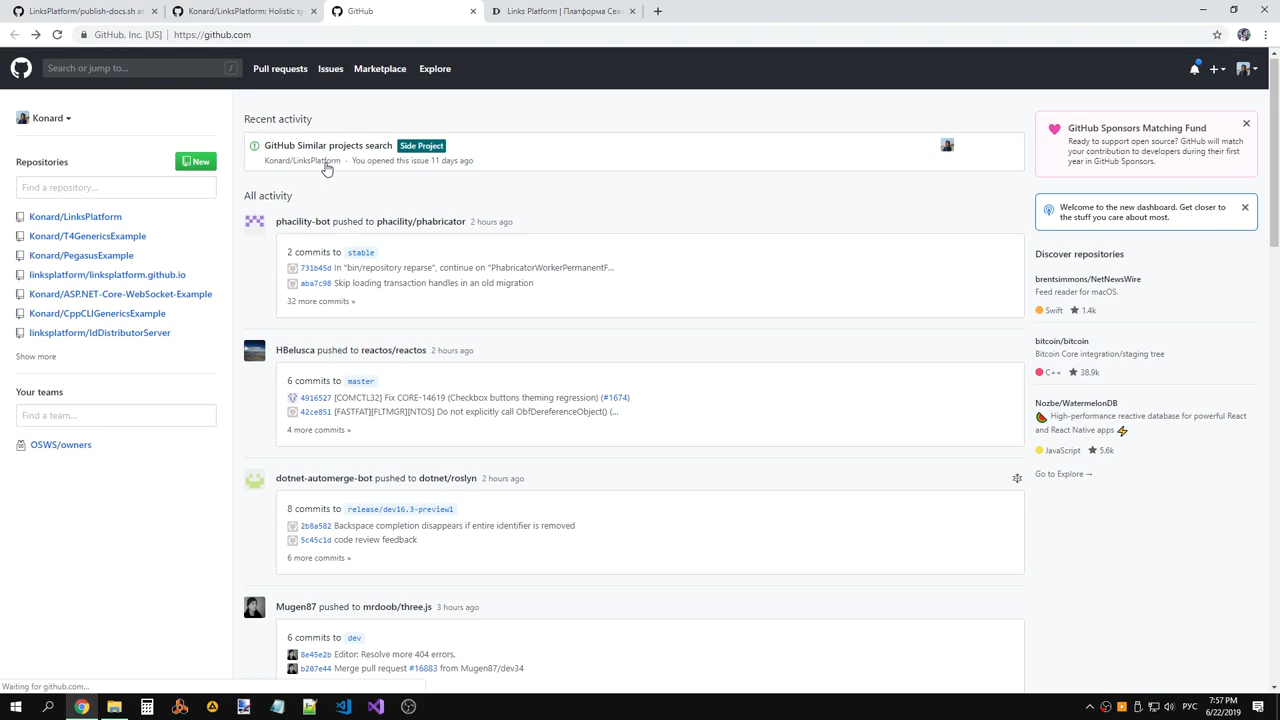 LinksPlatform/publish-docs.sh at
Konard/LinksPlatform: Holistic sy
GitHub
Links Platform | Платформа Свя
GitHub, Inc. [US] | https://github.com
Search or jump to...
/
Pull requests
Issues
Marketplace
Explore
Konard
Repositories
New
Find a repository...
Konard/LinksPlatform
Konard/T4GenericsExample
Konard/PegasusExample
linksplatform/linksplatform.github.io
Konard/ASP.NET-Core-WebSocket-Example
Konard/CppCLIGenericsExample
linksplatform/IdDistributorServer
Show more
Your teams
Find a team...
OSWS/owners
Recent activity
GitHub Similar projects search Side Project
Konard/LinksPlatform · You opened this issue 11 days ago
All activity
phacility-bot pushed to phacility/phabricator 2 hours ago
2 commits to stable
731b45d In "bin/repository reparse", continue on "PhabricatorWorkerPermanentF...
aba7c98 Skip loading transaction handles in an old migration
32 more commits »
HBelusca pushed to reactos/reactos 2 hours ago
6 commits to master
4916527 [COMCTL32] Fix CORE-14619 (Checkbox buttons theming regression) (#1674)
42ce851 [FASTFAT][FLTMGR][NTOS] Do not explicitly call ObfDereferenceObject() (...
4 more commits »
dotnet-automerge-bot pushed to dotnet/roslyn 2 hours ago
8 commits to release/dev16.3-preview1
2b8a582 Backspace completion disappears if entire identifier is removed
5c45c1d code review feedback
6 more commits »
Mugen87 pushed to mrdoob/three.js 3 hours ago
6 commits to dev
8e45e2b Editor: Resolve more 404 errors.
b207e44 Merge pull request #16883 from Mugen87/dev34
GitHub Sponsors Matching Fund
Ready to support open source? GitHub will
match your contribution to developers during their first
year in GitHub Sponsors.
Welcome to the new dashboard. Get closer to
the stuff you care about most.
Discover repositories
brentsimmons/NetNewsWire
Feed reader for macOS.
Swift 1.4k
bitcoin/bitcoin
Bitcoin Core integration/staging tree
C++ 38.9k
Nozbe/WatermelonDB
High-performance reactive database for powerful React
and React Native apps
JavaScript 5.6k
Go to Explore →
Waiting for github.com...
РУС
7:57 PM
6/22/2019